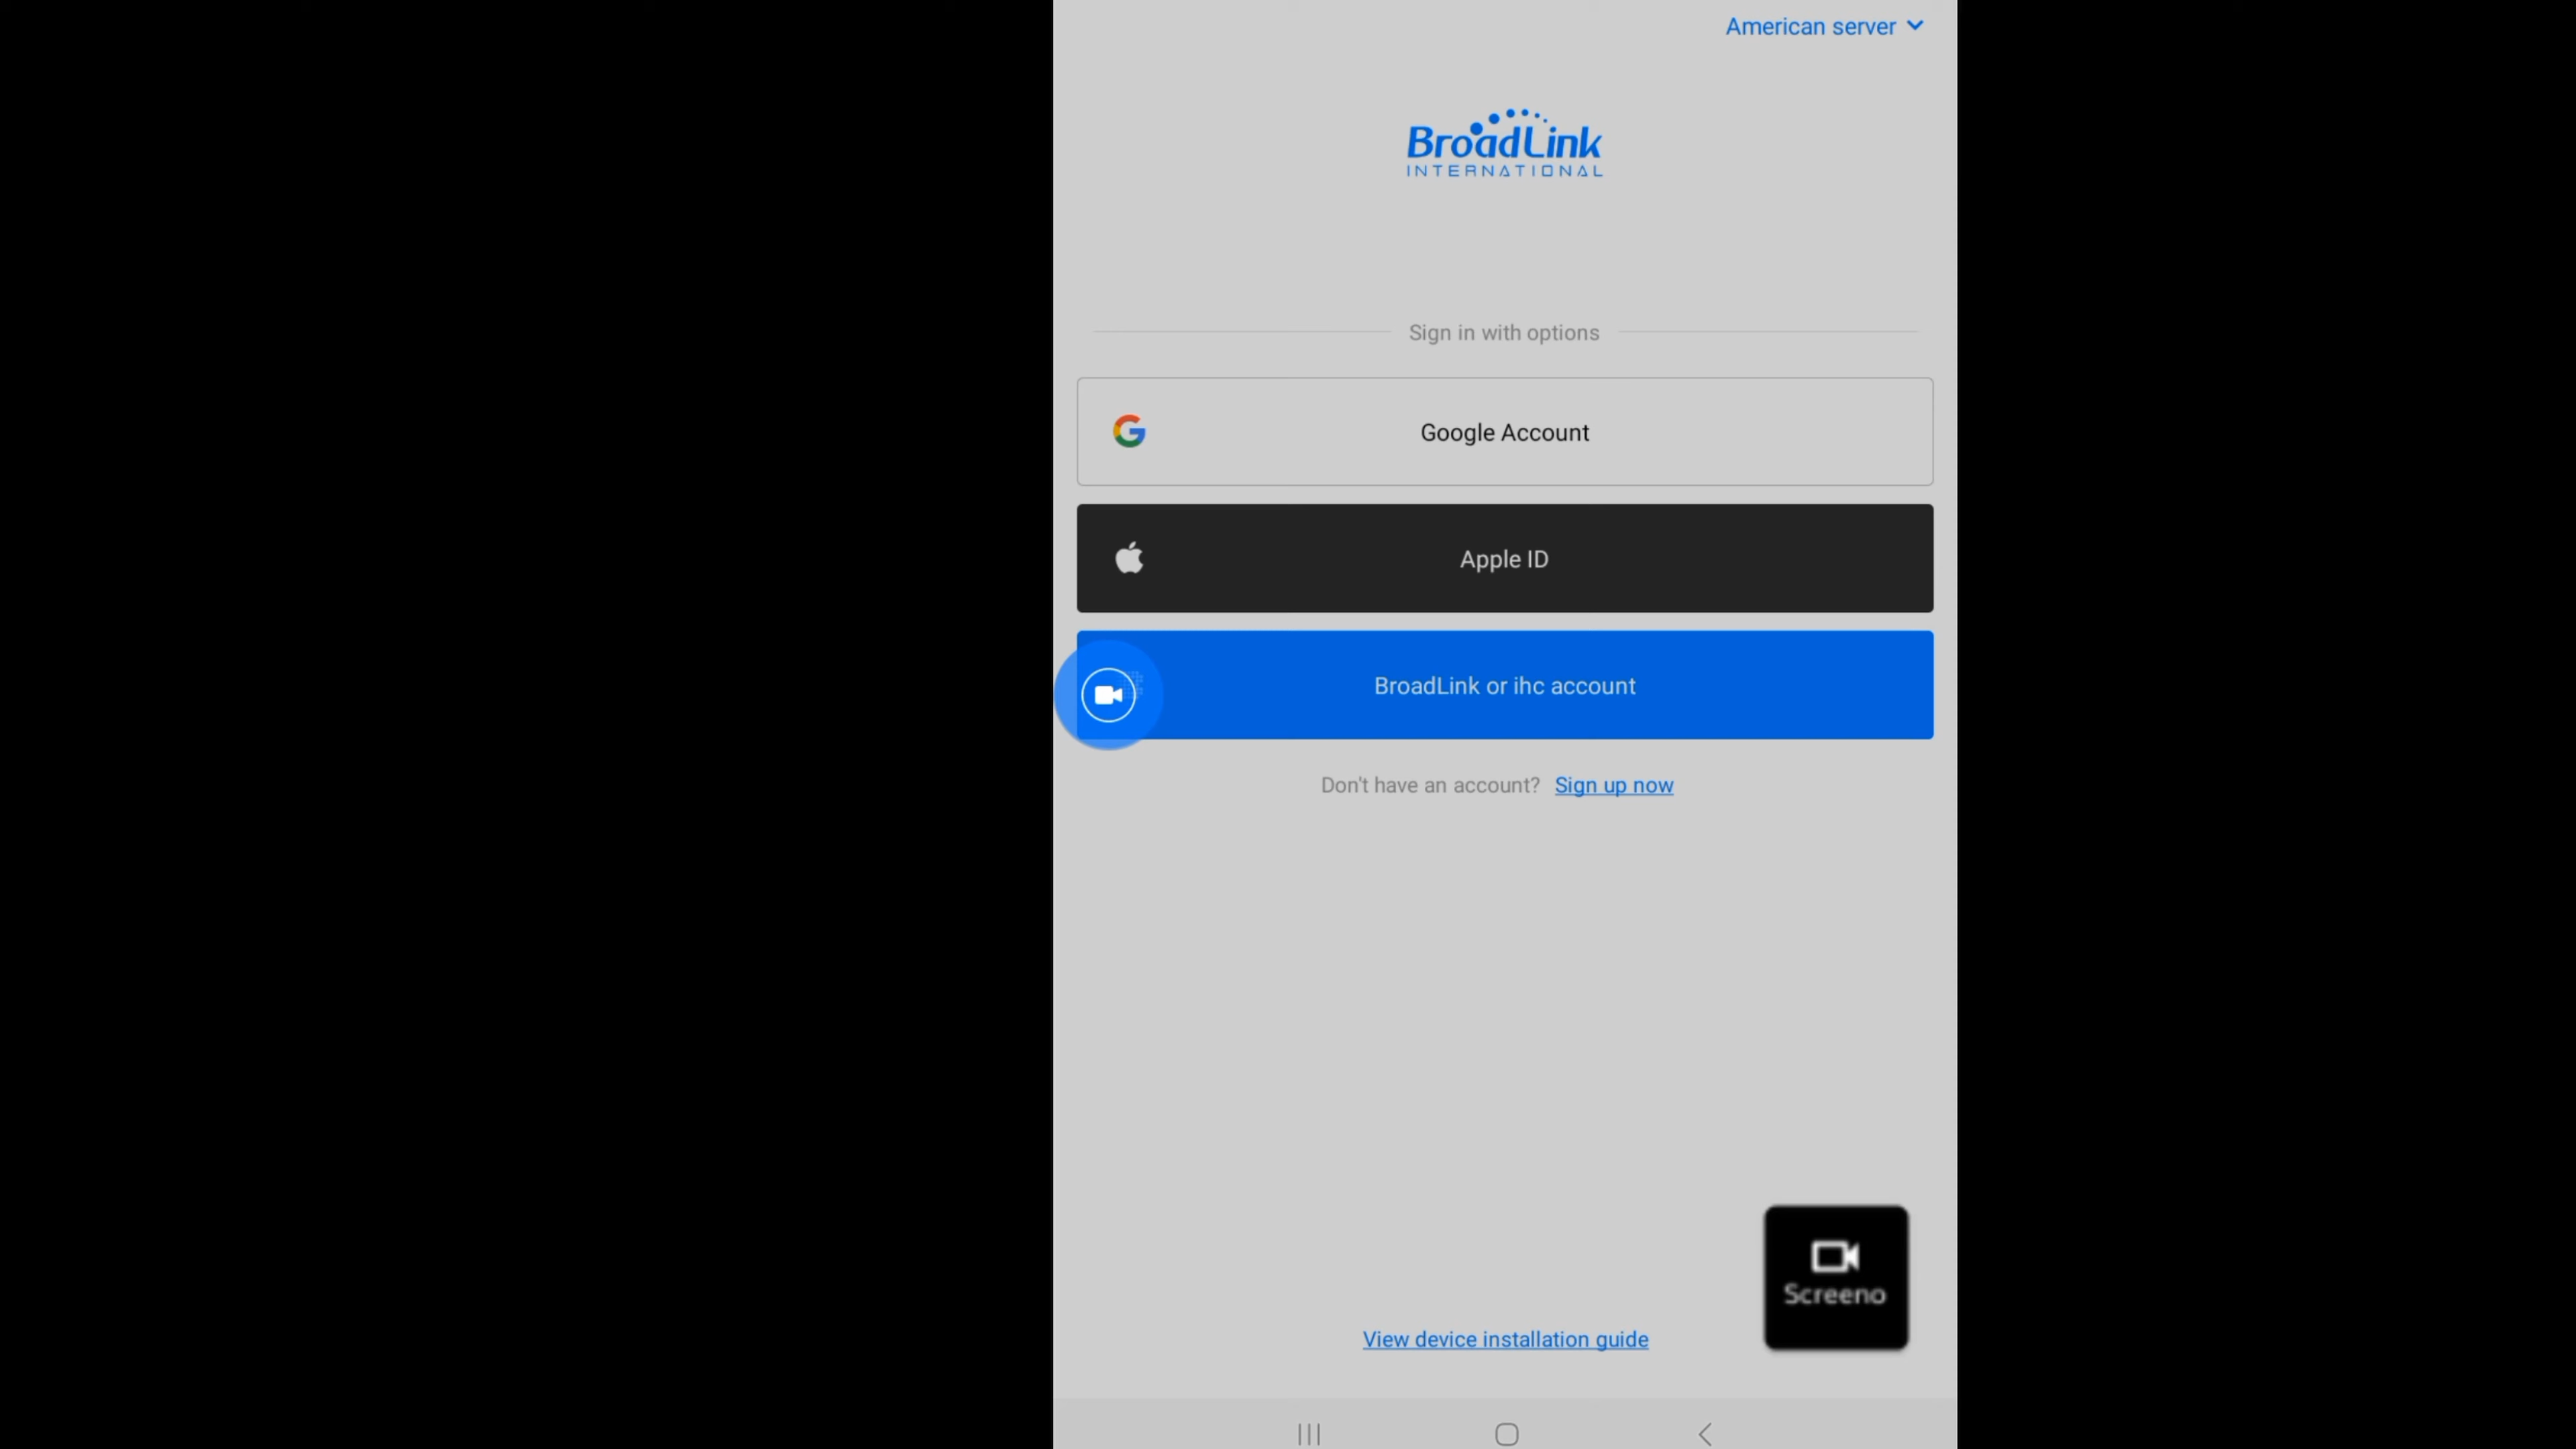 American server
BroadLink
INTERNATIONAL
Sign in with options
Google Account
Apple ID
BroadLink or ihc account
Don't have an account? Sign up now
Screeno
View device installation guide